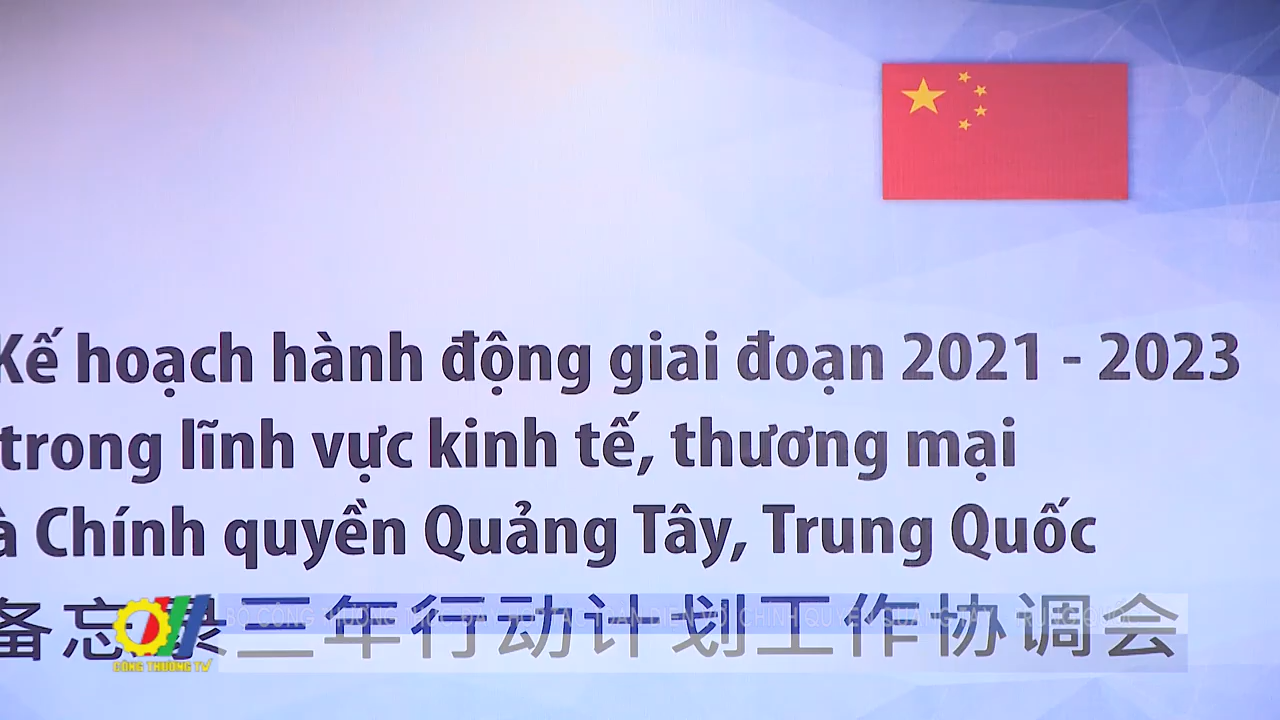 Kế hoạch hành động giai đoạn 2021 - 2023
trong lĩnh vực kinh tế, thương mại
à Chính quyền Quảng Tây, Trung Quốc
备忘录三年行动计划工作协调会
CÔNG THƯƠNG TV